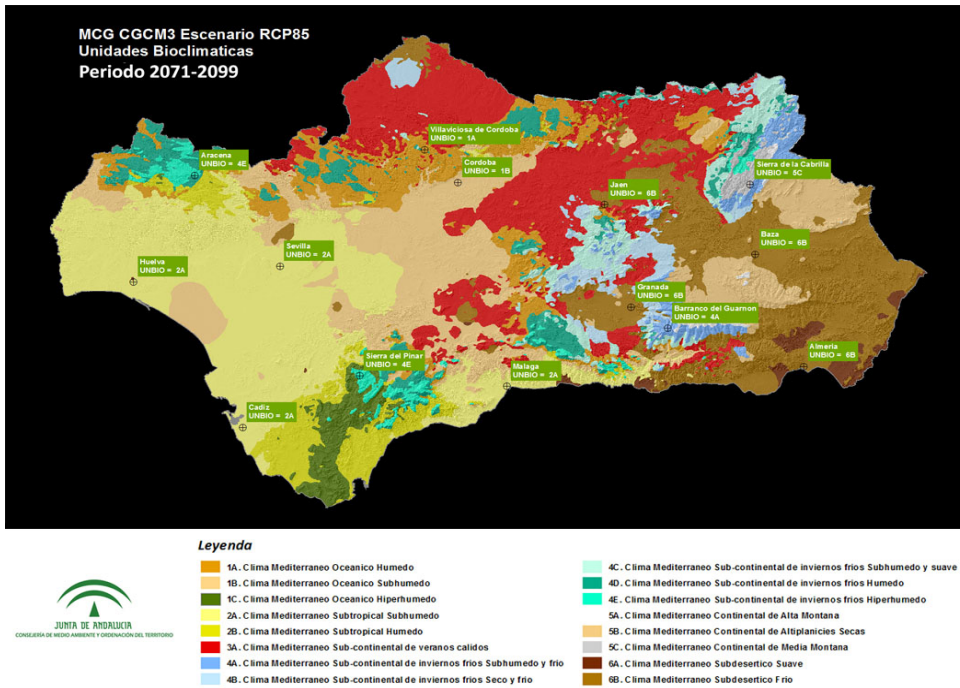 MCG CGCM3 Escenario RCP85
Unidades Bioclimaticas
Periodo 2071-2099
Villaviciosa de Cordoba
UNBIO = 1A
Aracena
UNBIO = 4E
Cordoba
UNBIO = 1B
Sierra de la Cabrilla
UNBIO = 5C
Jaen
UNBIO = 6B
Baza
UNBIO = 6B
Sevilla
UNBIO = 2A
Huelva
UNBIO = 2A
Granada
UNBIO = 6B
Barranco del Guarnon
UNBIO = 4A
Sierra del Pinar
UNBIO = 4E
Malaga
UNBIO = 2A
Almeria
UNBIO = 6B
Cadiz
UNBIO = 2A
Leyenda
1A. Clima Mediterraneo Oceanico Humedo
1B. Clima Mediterraneo Oceanico Subhumedo
1C. Clima Mediterraneo Oceanico Hiperhumedo
2A. Clima Mediterraneo Subtropical Subhumedo
2B. Clima Mediterraneo Subtropical Humedo
3A. Clima Mediterraneo Sub-continental de veranos calidos
4A. Clima Mediterraneo Sub-continental de inviernos frios Subhumedo y frio
4B. Clima Mediterraneo Sub-continental de inviernos frios Seco y frio
4C. Clima Mediterraneo Sub-continental de inviernos frios Subhumedo y suave
4D. Clima Mediterraneo Sub-continental de inviernos frios Humedo
4E. Clima Mediterraneo Sub-continental de inviernos frios Hiperhumedo
5A. Clima Mediterraneo Continental de Alta Montana
5B. Clima Mediterraneo Continental de Altiplanicies Secas
5C. Clima Mediterraneo Continental de Media Montana
6A. Clima Mediterraneo Subdesertico Suave
6B. Clima Mediterraneo Subdesertico Frio
JUNTA DE ANDALUCIA
CONSEJERÍA DE MEDIO AMBIENTE Y ORDENACIÓN DEL TERRITORIO